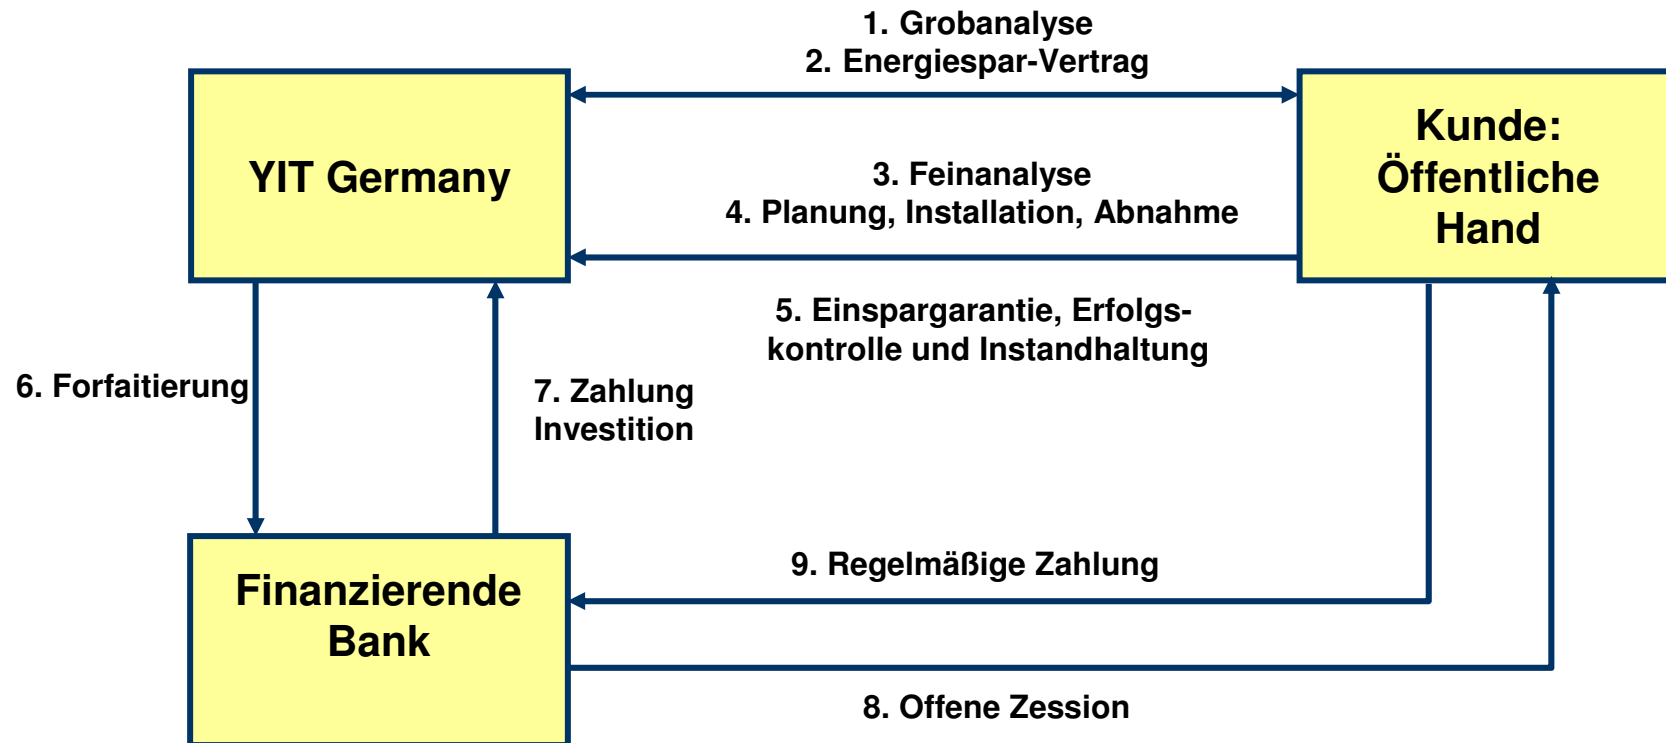 1. Grobanalyse
2. Energiespar-Vertrag
YIT Germany
Kunde:
Öffentliche
Hand
3. Feinanalyse
4. Planung, Installation, Abnahme
5. Einspargarantie, Erfolgs-
kontrolle und Instandhaltung
6. Forfaitierung
7. Zahlung
Investition
9. Regelmäßige Zahlung
Finanzierende
Bank
8. Offene Zession